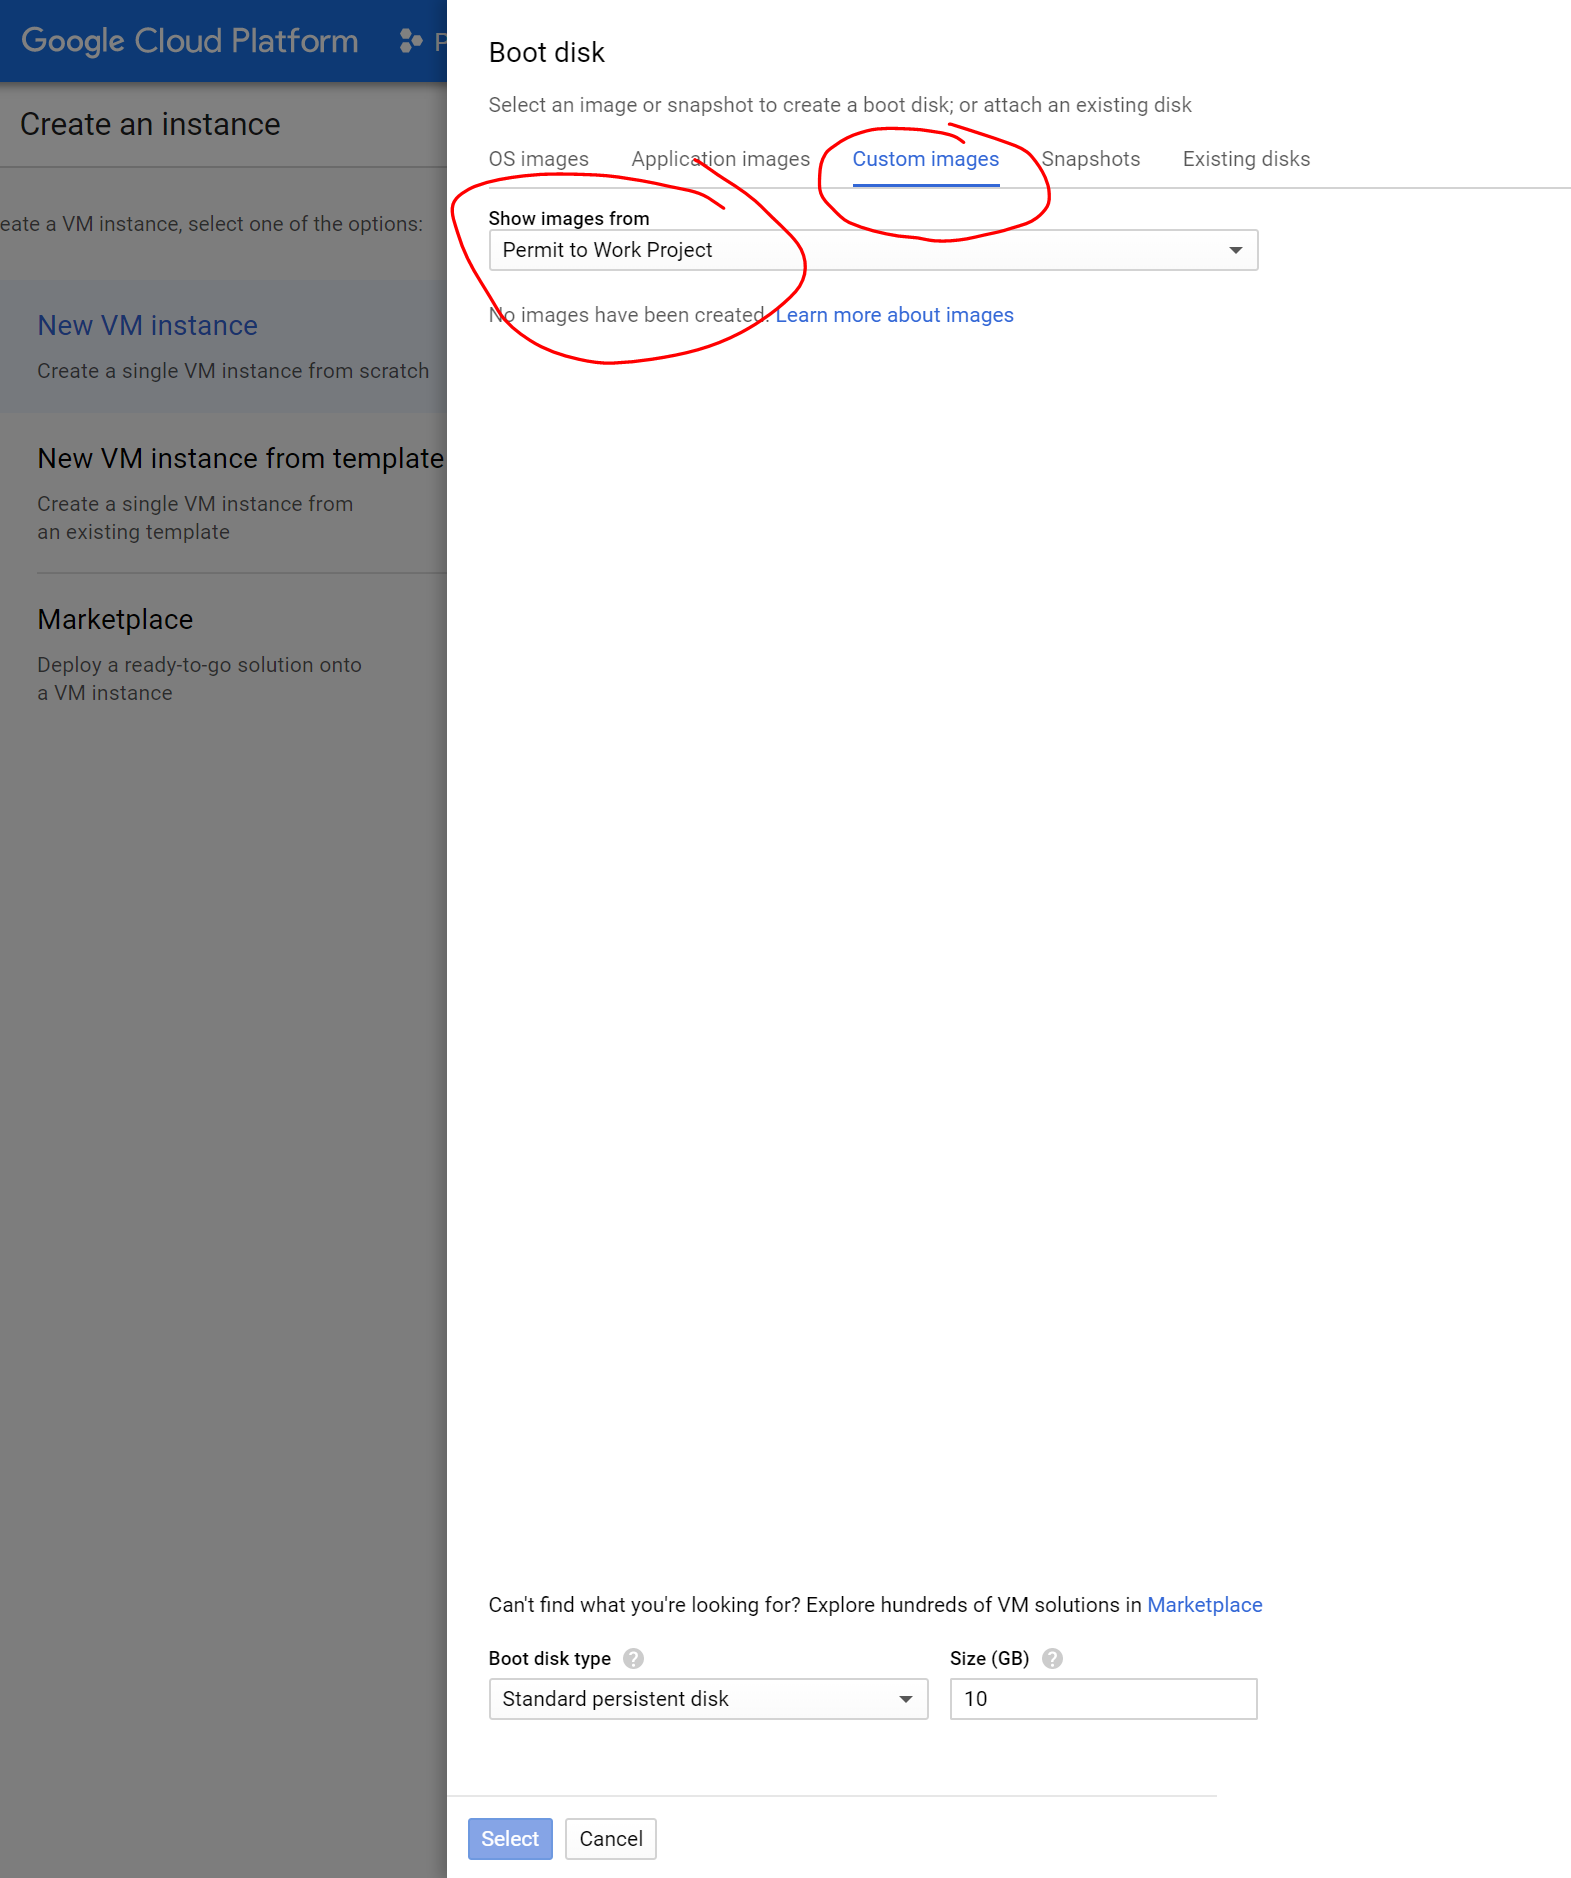 Google Cloud Platform P
Create an instance
eate a VM instance, select one of the options:
New VM instance
Create a single VM instance from scratch
New VM instance from template
Create a single VM instance from
an existing template
Marketplace
Deploy a ready-to-go solution onto
a VM instance
Boot disk
Select an image or snapshot to create a boot disk; or attach an existing disk
OS images Application images Custom images Snapshots Existing disks
Show images from
Permit to Work Project
No images have been created. Learn more about images
Can't find what you're looking for? Explore hundreds of VM solutions in Marketplace
Boot disk type ? Size (GB) ?
Standard persistent disk 10
Select Cancel